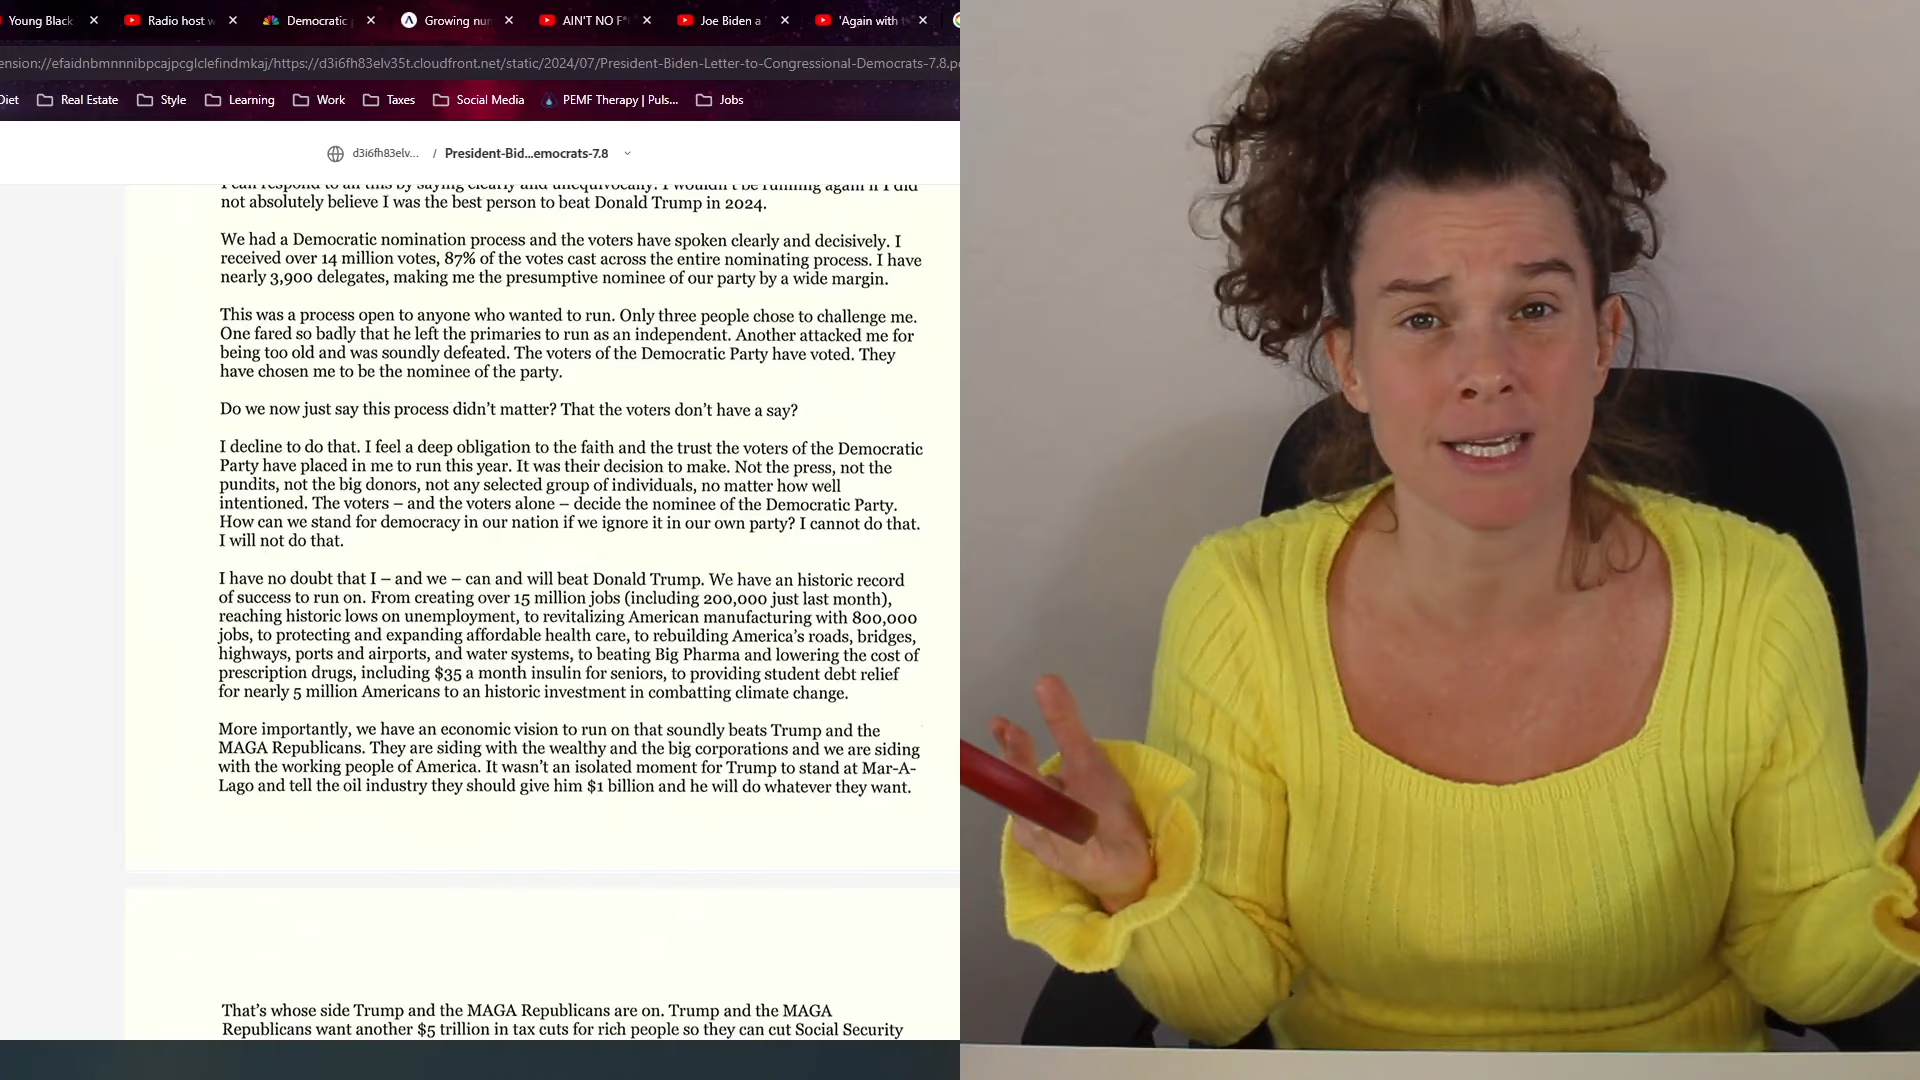 Young Black
Radio host w
Democratic
Growing nu
AIN'T NO F*
Joe Biden a
'Again with t
ension://efaidnbmnnnibpcajpcglclefindmkaj/https://d3i6fh83elv35t.cloudfront.net/static/2024/07/President-Biden-Letter-to-Congressional-Democrats-7.8.p
Diet
Real Estate
Style
Learning
Work
Taxes
Social Media
PEMF Therapy | Puls...
Jobs
d3i6fh83elv... / President-Bid...emocrats-7.8
I can respond to all this by saying clearly and unequivocally: I wouldn't be running again if I did
not absolutely believe I was the best person to beat Donald Trump in 2024.
We had a Democratic nomination process and the voters have spoken clearly and decisively. I
received over 14 million votes, 87% of the votes cast across the entire nominating process. I have
nearly 3,900 delegates, making me the presumptive nominee of our party by a wide margin.
This was a process open to anyone who wanted to run. Only three people chose to challenge me.
One fared so badly that he left the primaries to run as an independent. Another attacked me for
being too old and was soundly defeated. The voters of the Democratic Party have voted. They
have chosen me to be the nominee of the party.
Do we now just say this process didn't matter? That the voters don't have a say?
I decline to do that. I feel a deep obligation to the faith and the trust the voters of the Democratic
Party have placed in me to run this year. It was their decision to make. Not the press, not the
pundits, not the big donors, not any selected group of individuals, no matter how well
intentioned. The voters – and the voters alone – decide the nominee of the Democratic Party.
How can we stand for democracy in our nation if we ignore it in our own party? I cannot do that.
I will not do that.
I have no doubt that I – and we – can and will beat Donald Trump. We have an historic record
of success to run on. From creating over 15 million jobs (including 200,000 just last month),
reaching historic lows on unemployment, to revitalizing American manufacturing with 800,000
jobs, to protecting and expanding affordable health care, to rebuilding America's roads, bridges,
highways, ports and airports, and water systems, to beating Big Pharma and lowering the cost of
prescription drugs, including $35 a month insulin for seniors, to providing student debt relief
for nearly 5 million Americans to an historic investment in combatting climate change.
More importantly, we have an economic vision to run on that soundly beats Trump and the
MAGA Republicans. They are siding with the wealthy and the big corporations and we are siding
with the working people of America. It wasn't an isolated moment for Trump to stand at Mar-A-
Lago and tell the oil industry they should give him $1 billion and he will do whatever they want.
That's whose side Trump and the MAGA Republicans are on. Trump and the MAGA
Republicans want another $5 trillion in tax cuts for rich people so they can cut Social Security